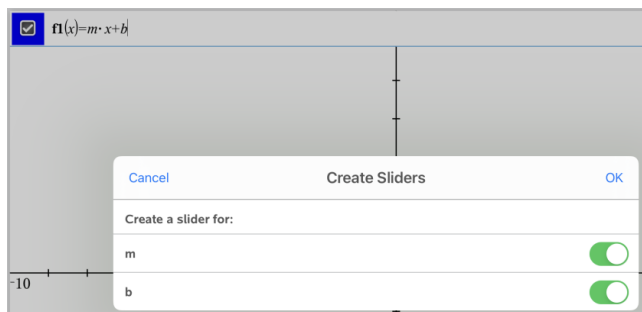 f1(x)=m·x+b
Cancel Create Sliders OK
Create a slider for:
m
-10
b